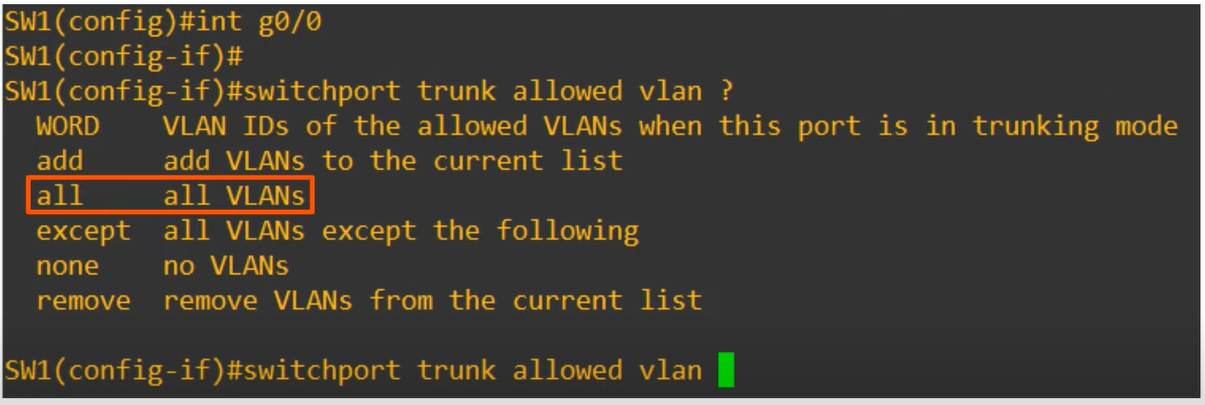 SW1(config)#int g0/0
SW1(config-if)#
SW1(config-if)#switchport trunk allowed vlan ?
  WORD    VLAN IDs of the allowed VLANs when this port is in trunking mode
  add     add VLANs to the current list
  all     all VLANs
  except  all VLANs except the following
  none    no VLANs
  remove  remove VLANs from the current list
SW1(config-if)#switchport trunk allowed vlan